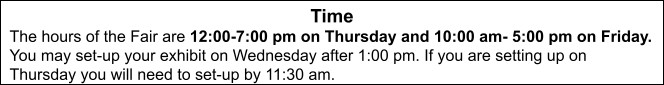 Time
The hours of the Fair are 12:00-7:00 pm on Thursday and 10:00 am- 5:00 pm on Friday.
You may set-up your exhibit on Wednesday after 1:00 pm. If you are setting up on
Thursday you will need to set-up by 11:30 am.